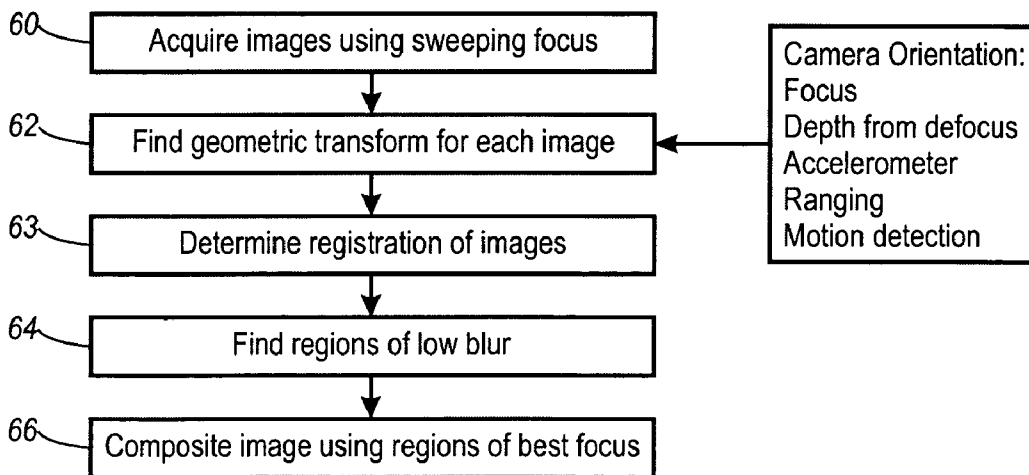 60
Acquire images using sweeping focus
62
Find geometric transform for each image
63
Determine registration of images
64
Find regions of low blur
66
Composite image using regions of best focus
Camera Orientation:
Focus
Depth from defocus
Accelerometer
Ranging
Motion detection